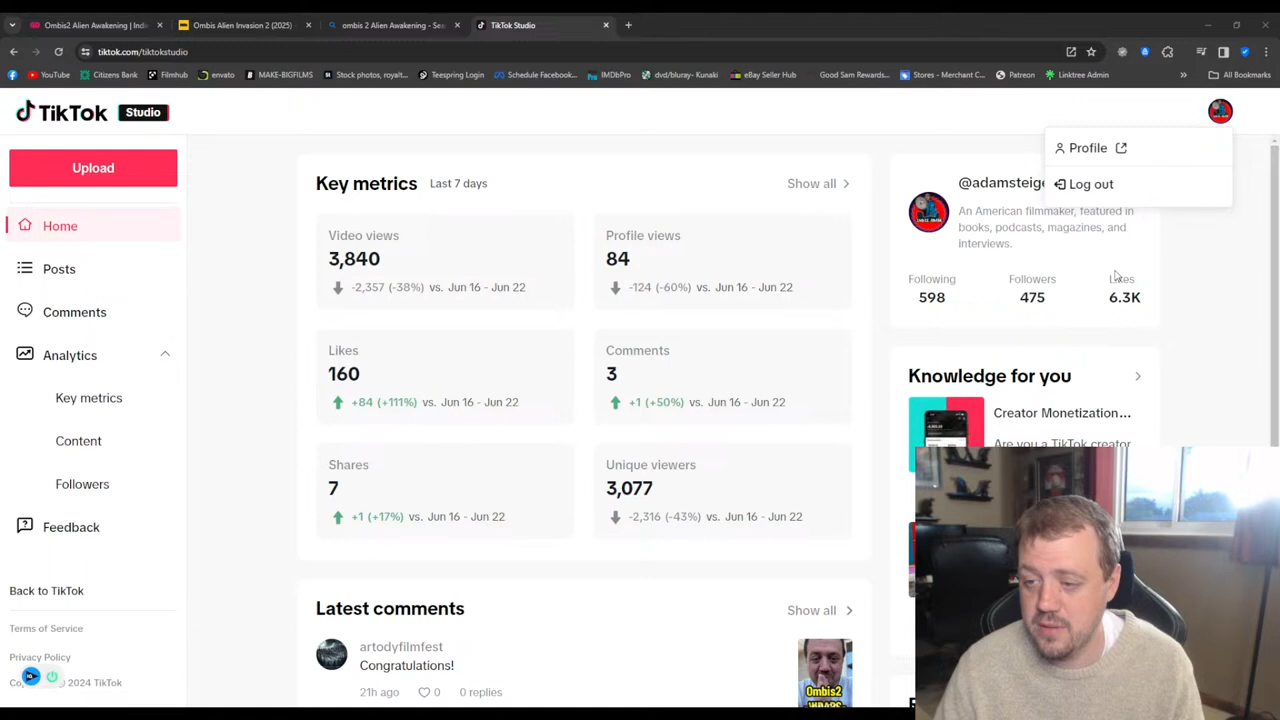 Ombis2 Alien Awakening | Indie
Ombis Alien Invasion 2 (2025)
ombis 2 Alien Awakening - Sea
TikTok Studio
tiktok.com/tiktokstudio
YouTube
Citizens Bank
Filmhub
envato
MAKE-BIGFILMS
Stock photos, royalt...
Teespring Login
Schedule Facebook...
IMDbPro
dvd/bluray- Kunaki
eBay Seller Hub
Good Sam Rewards...
Stores - Merchant C...
Patreon
Linktree Admin
All Bookmarks
TikTok Studio
Profile
Log out
Upload
Home
Posts
Comments
Analytics
Key metrics
Content
Followers
Feedback
Back to TikTok
Terms of Service
Privacy Policy
2024 TikTok
Key metrics Last 7 days Show all
Video views
3,840
-2,357 (-38%) vs. Jun 16 - Jun 22
Profile views
84
-124 (-60%) vs. Jun 16 - Jun 22
Likes
160
+84 (+111%) vs. Jun 16 - Jun 22
Comments
3
+1 (+50%) vs. Jun 16 - Jun 22
Shares
7
+1 (+17%) vs. Jun 16 - Jun 22
Unique viewers
3,077
-2,316 (-43%) vs. Jun 16 - Jun 22
Latest comments Show all
artodyfilmfest
Congratulations!
21h ago 0 0 replies
Ombis2
WRAPS
@adamsteige
An American filmmaker, featured in
books, podcasts, magazines, and
interviews.
Following Followers Likes
598 475 6.3K
Knowledge for you
Creator Monetization...
Are you a TikTok creator